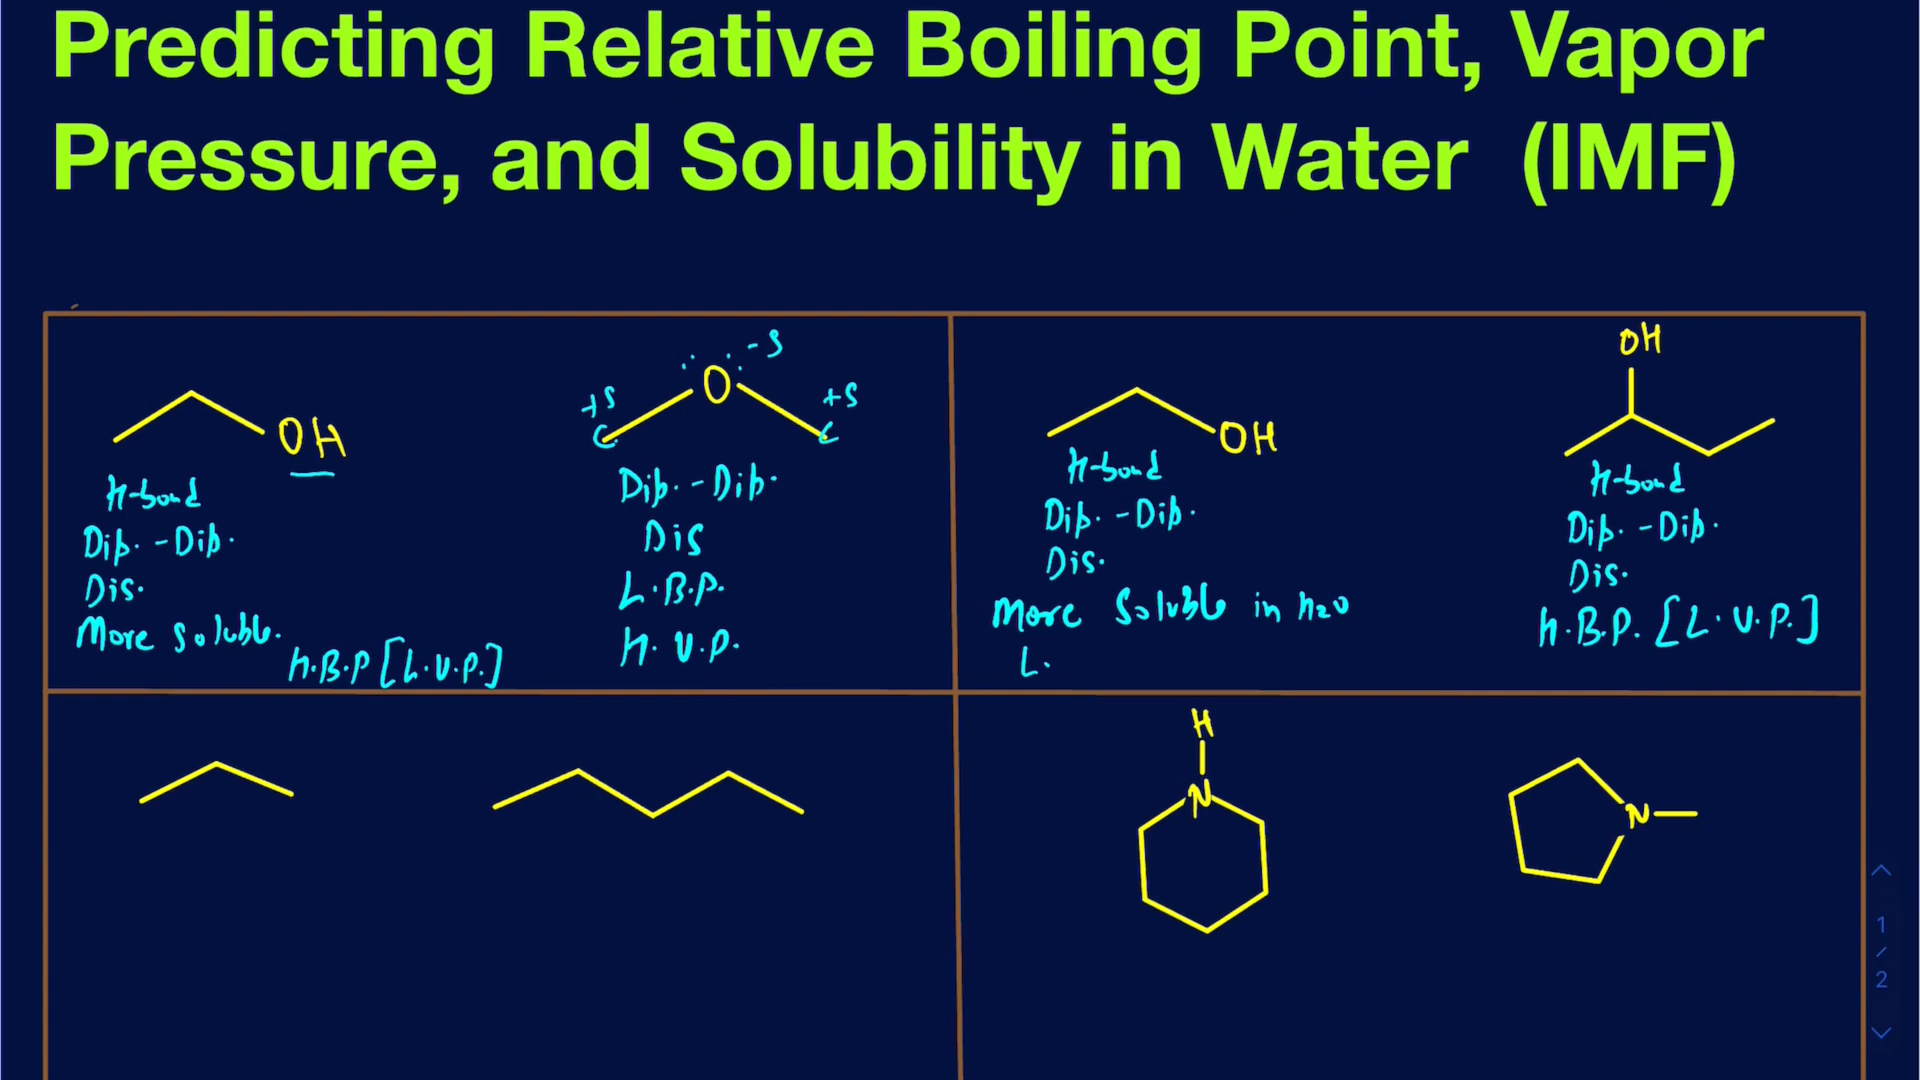 Predicting Relative Boiling Point, Vapor
Pressure, and Solubility in Water (IMF)
OH
H-bond
Dip. -Dip.
Dis.
More soluble.
H.B.P [L.V.P.]
O
-δ
+δ
+δ
C
C
Dip. -Dip.
Dis
L.B.P.
H.V.P.
OH
H-bond
Dip. -Dip.
Dis.
More Soluble in H2O
L.
OH
H-bond
Dip. -Dip.
Dis.
H.B.P. [L.V.P.]
H
N
N
1
/
2